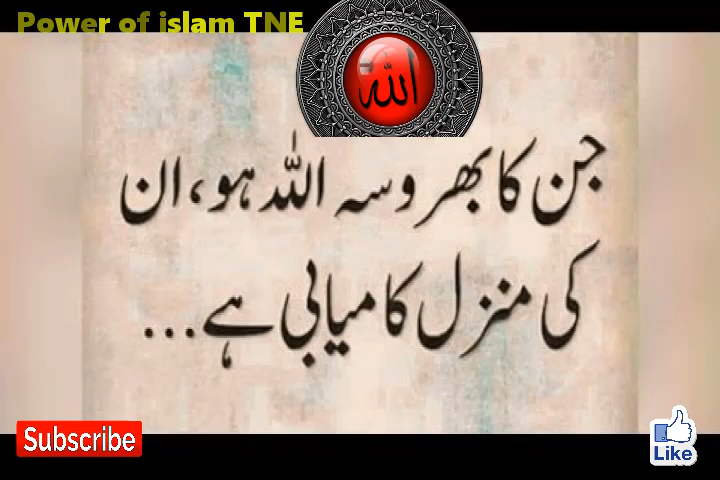 Power of islam TNE
الله
جن کا بھروسہ اللہ ہو، ان
کی منزل کامیابی ہے...
Subscribe
Like